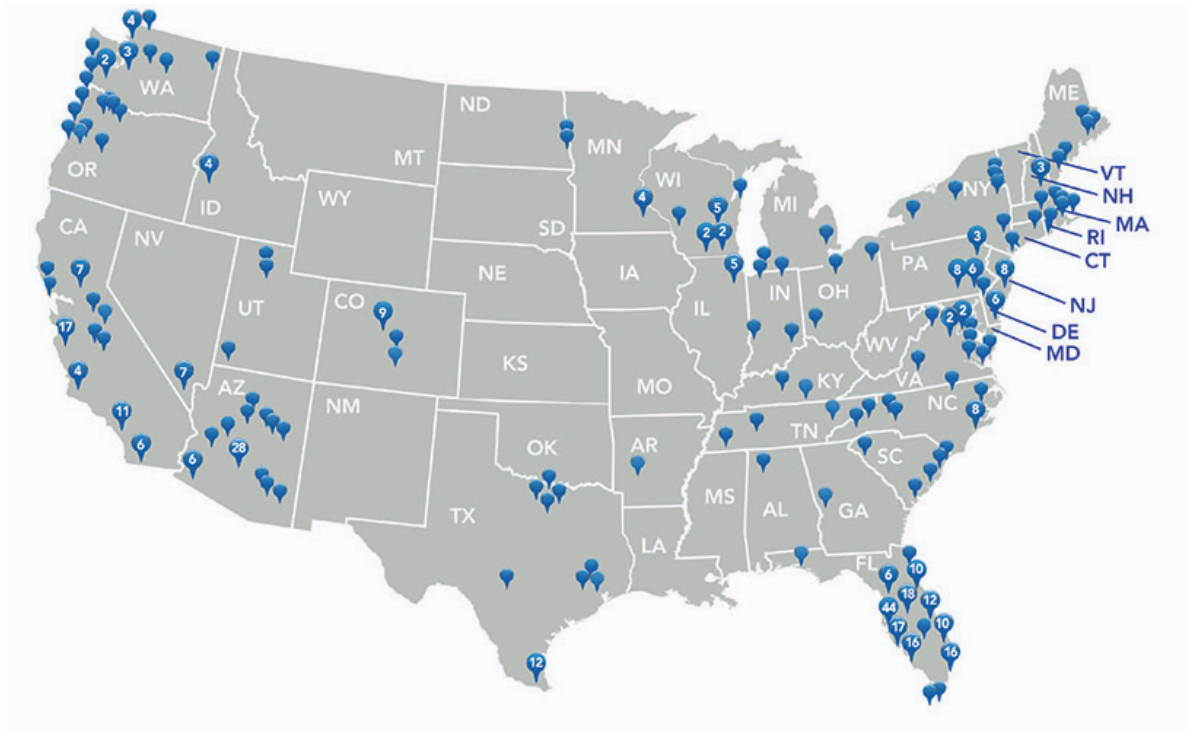 4
3
2
WA
ME
ND
MT
MN
OR
4
ID
WI
4
5
2
2
MI
NY
3
VT
NH
MA
RI
CT
WY
SD
CA
NV
7
17
4
11
6
7
6
UT
CO
9
NE
IA
IL
5
IN
OH
PA
3
8
6
8
NJ
6
DE
MD
2
2
WV
VA
KS
MO
KY
AZ
28
NM
OK
AR
TN
NC
8
SC
TX
12
LA
MS
AL
GA
FL
6
10
18
44
12
17
10
16
16